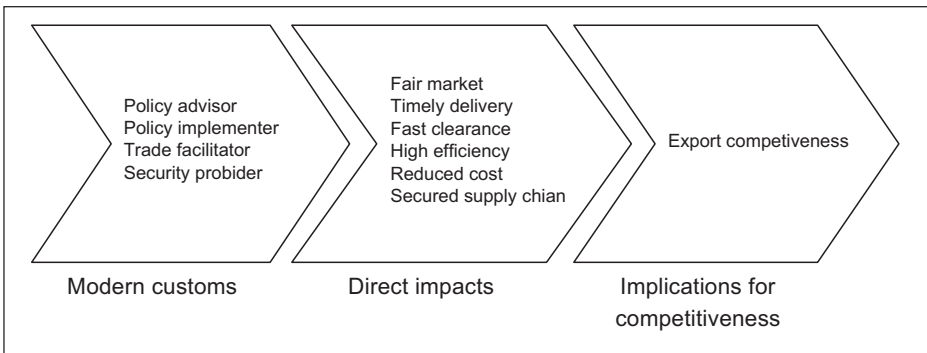 Policy advisor
Policy implementer
Trade facilitator
Security probider
Fair market
Timely delivery
Fast clearance
High efficiency
Reduced cost
Secured supply chian
Export competiveness
Modern customs
Direct impacts
Implications for
competitiveness